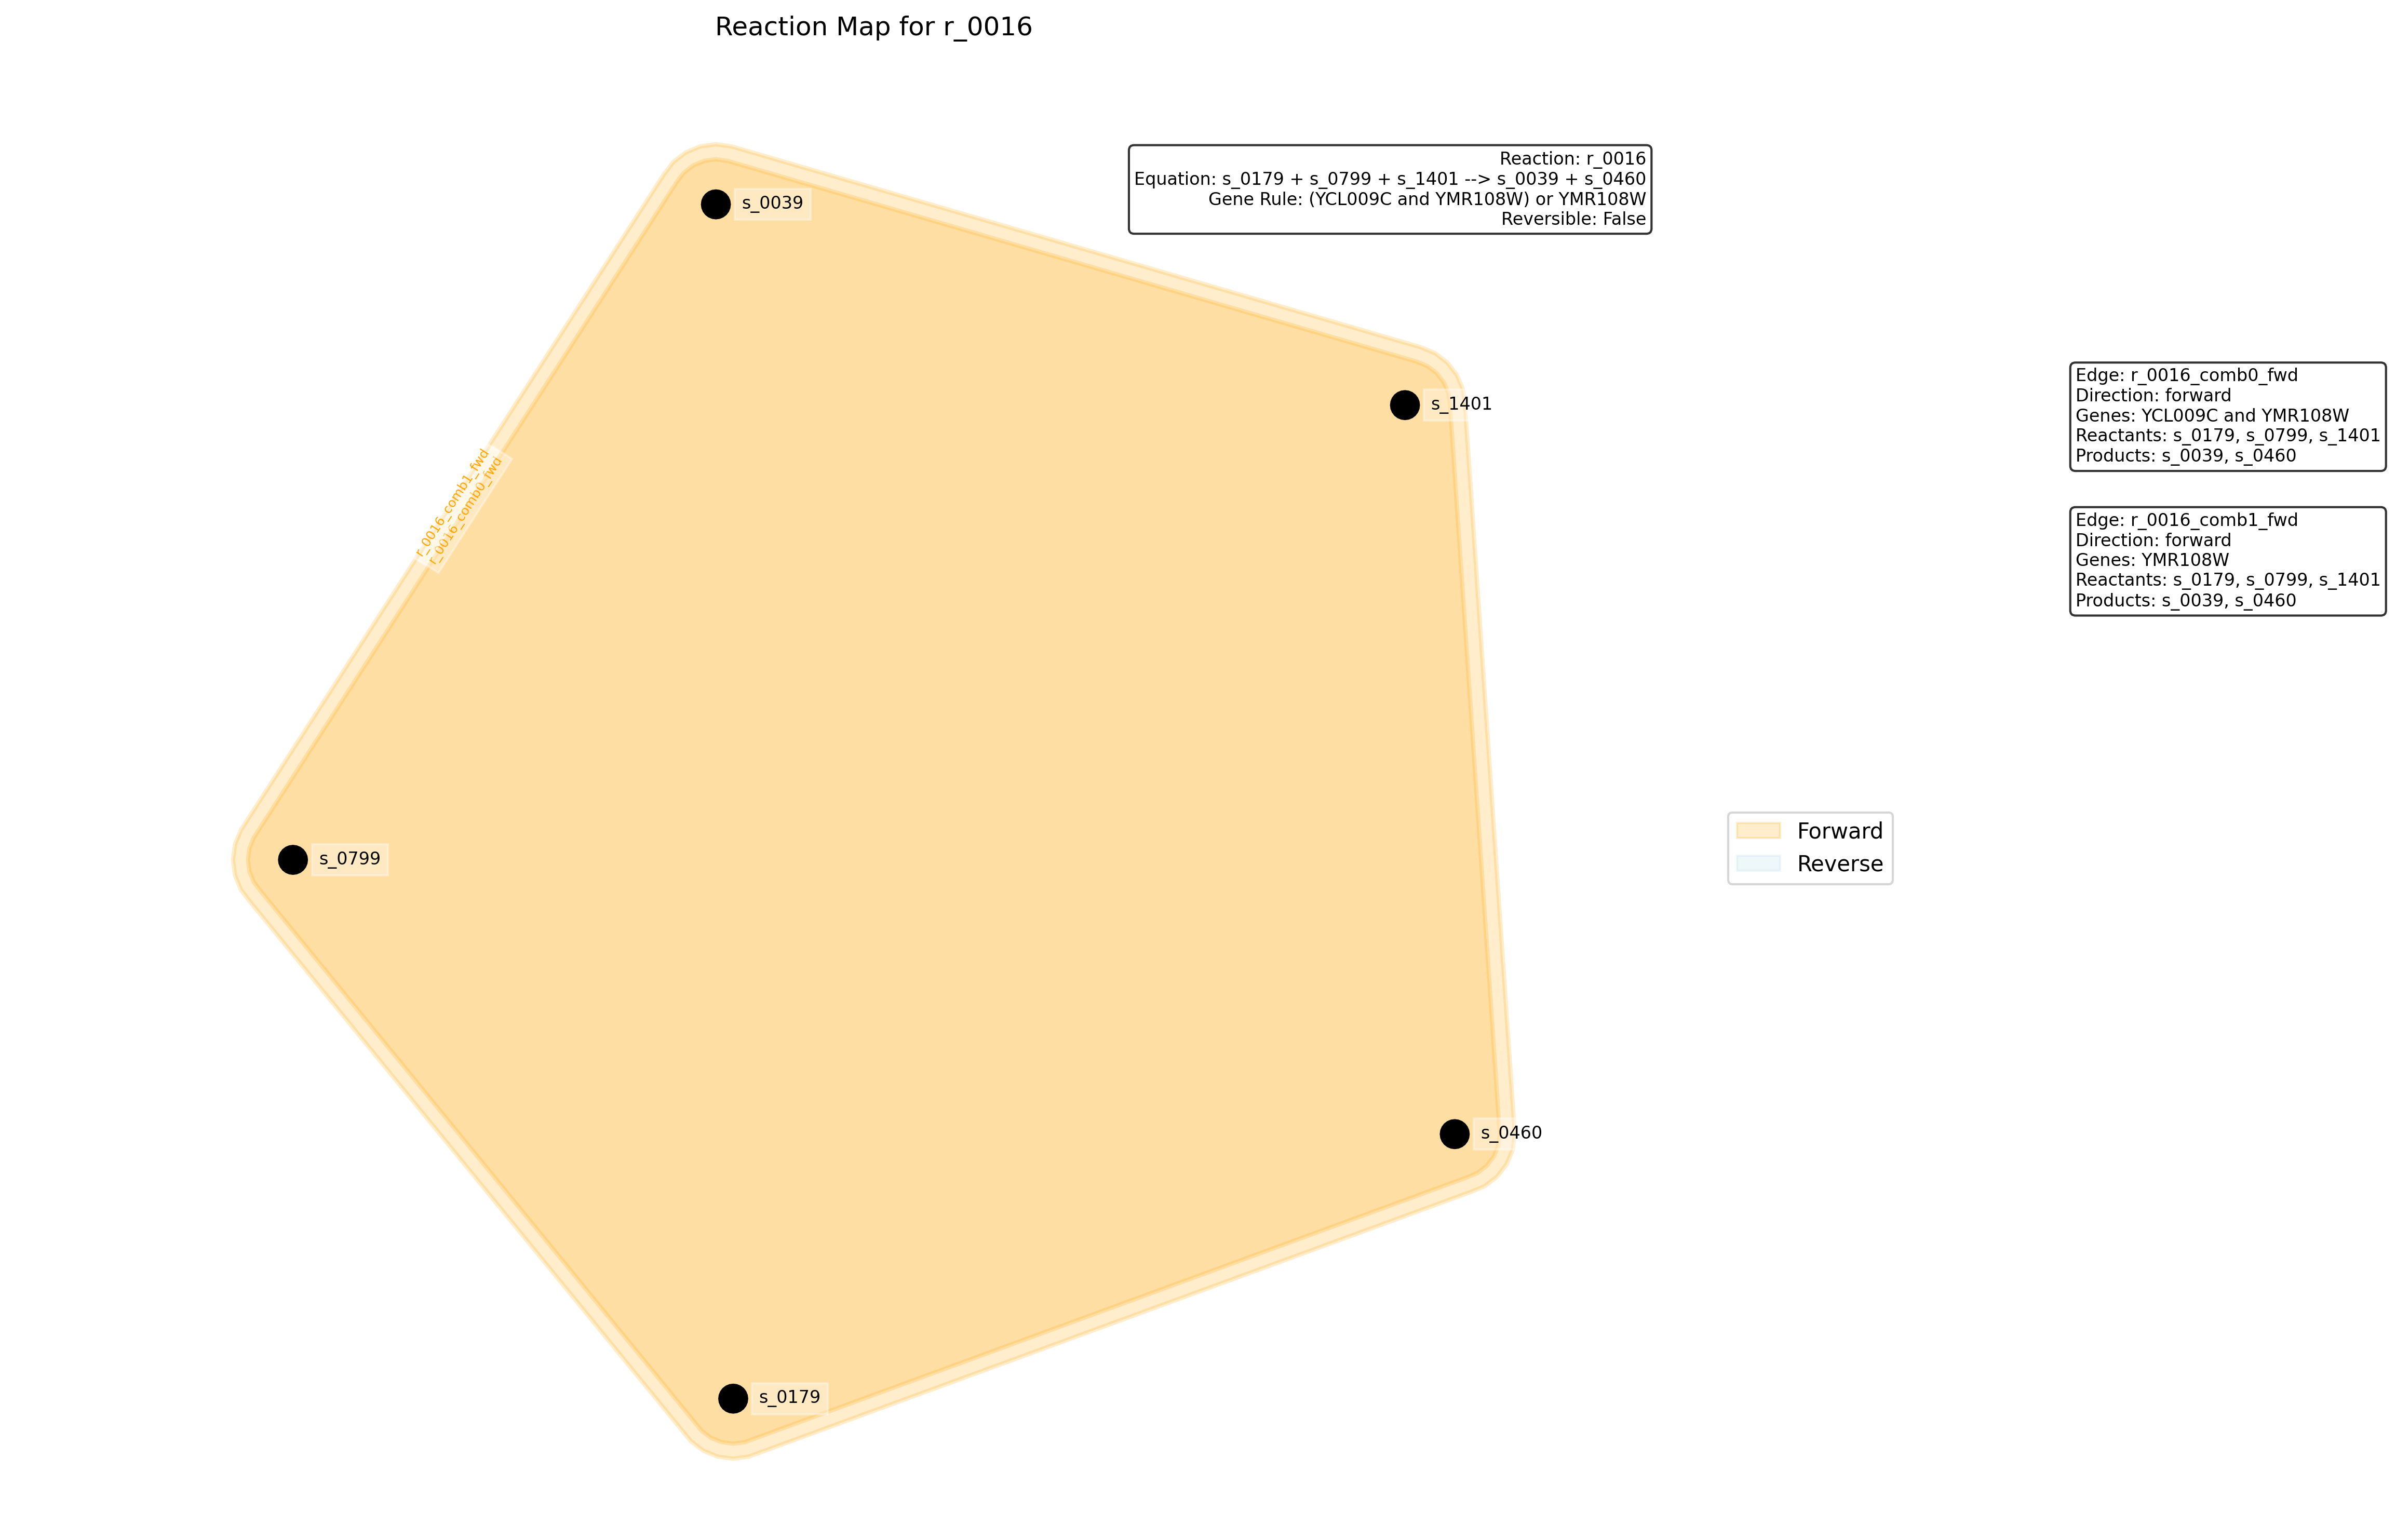 Reaction Map for r_0016
Reaction: r_0016
Equation: s_0179 + s_0799 + s_1401 --> s_0039 + s_0460
Gene Rule: (YCL009C and YMR108W) or YMR108W
Reversible: False
s_0039
s_1401
Edge: r_0016_comb0_fwd
Direction: forward
Genes: YCL009C and YMR108W
Reactants: s_0179, s_0799, s_1401
Products: s_0039, s_0460
r_0016_comb1_fwd
r_0016_comb0_fwd
Edge: r_0016_comb1_fwd
Direction: forward
Genes: YMR108W
Reactants: s_0179, s_0799, s_1401
Products: s_0039, s_0460
s_0799
Forward
Reverse
s_0460
s_0179